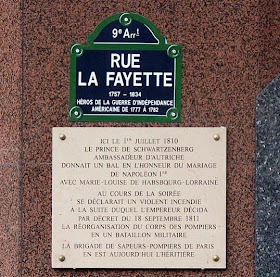 9e Arrt
RUE
LA FAYETTE
1757 - 1834
HÉROS DE LA GUERRE D'INDÉPENDANCE
AMÉRICAINE DE 1777 À 1782
ICI LE 1ER JUILLET 1810
LE PRINCE DE SCHWARTZENBERG
AMBASSADEUR D'AUTRICHE
DONNAIT UN BAL EN L'HONNEUR DU MARIAGE
DE NAPOLÉON 1ER
AVEC MARIE-LOUISE DE HABSBOURG-LORRAINE
AU COURS DE LA SOIRÉE
SE DÉCLARAIT UN VIOLENT INCENDIE
À LA SUITE DUQUEL L'EMPEREUR DÉCIDA
PAR DÉCRET DU 18 SEPTEMBRE 1811
LA RÉORGANISATION DU CORPS DES POMPIERS
EN UN BATAILLON MILITAIRE
LA BRIGADE DE SAPEURS-POMPIERS DE PARIS
EN EST AUJOURD'HUI L'HÉRITIÈRE